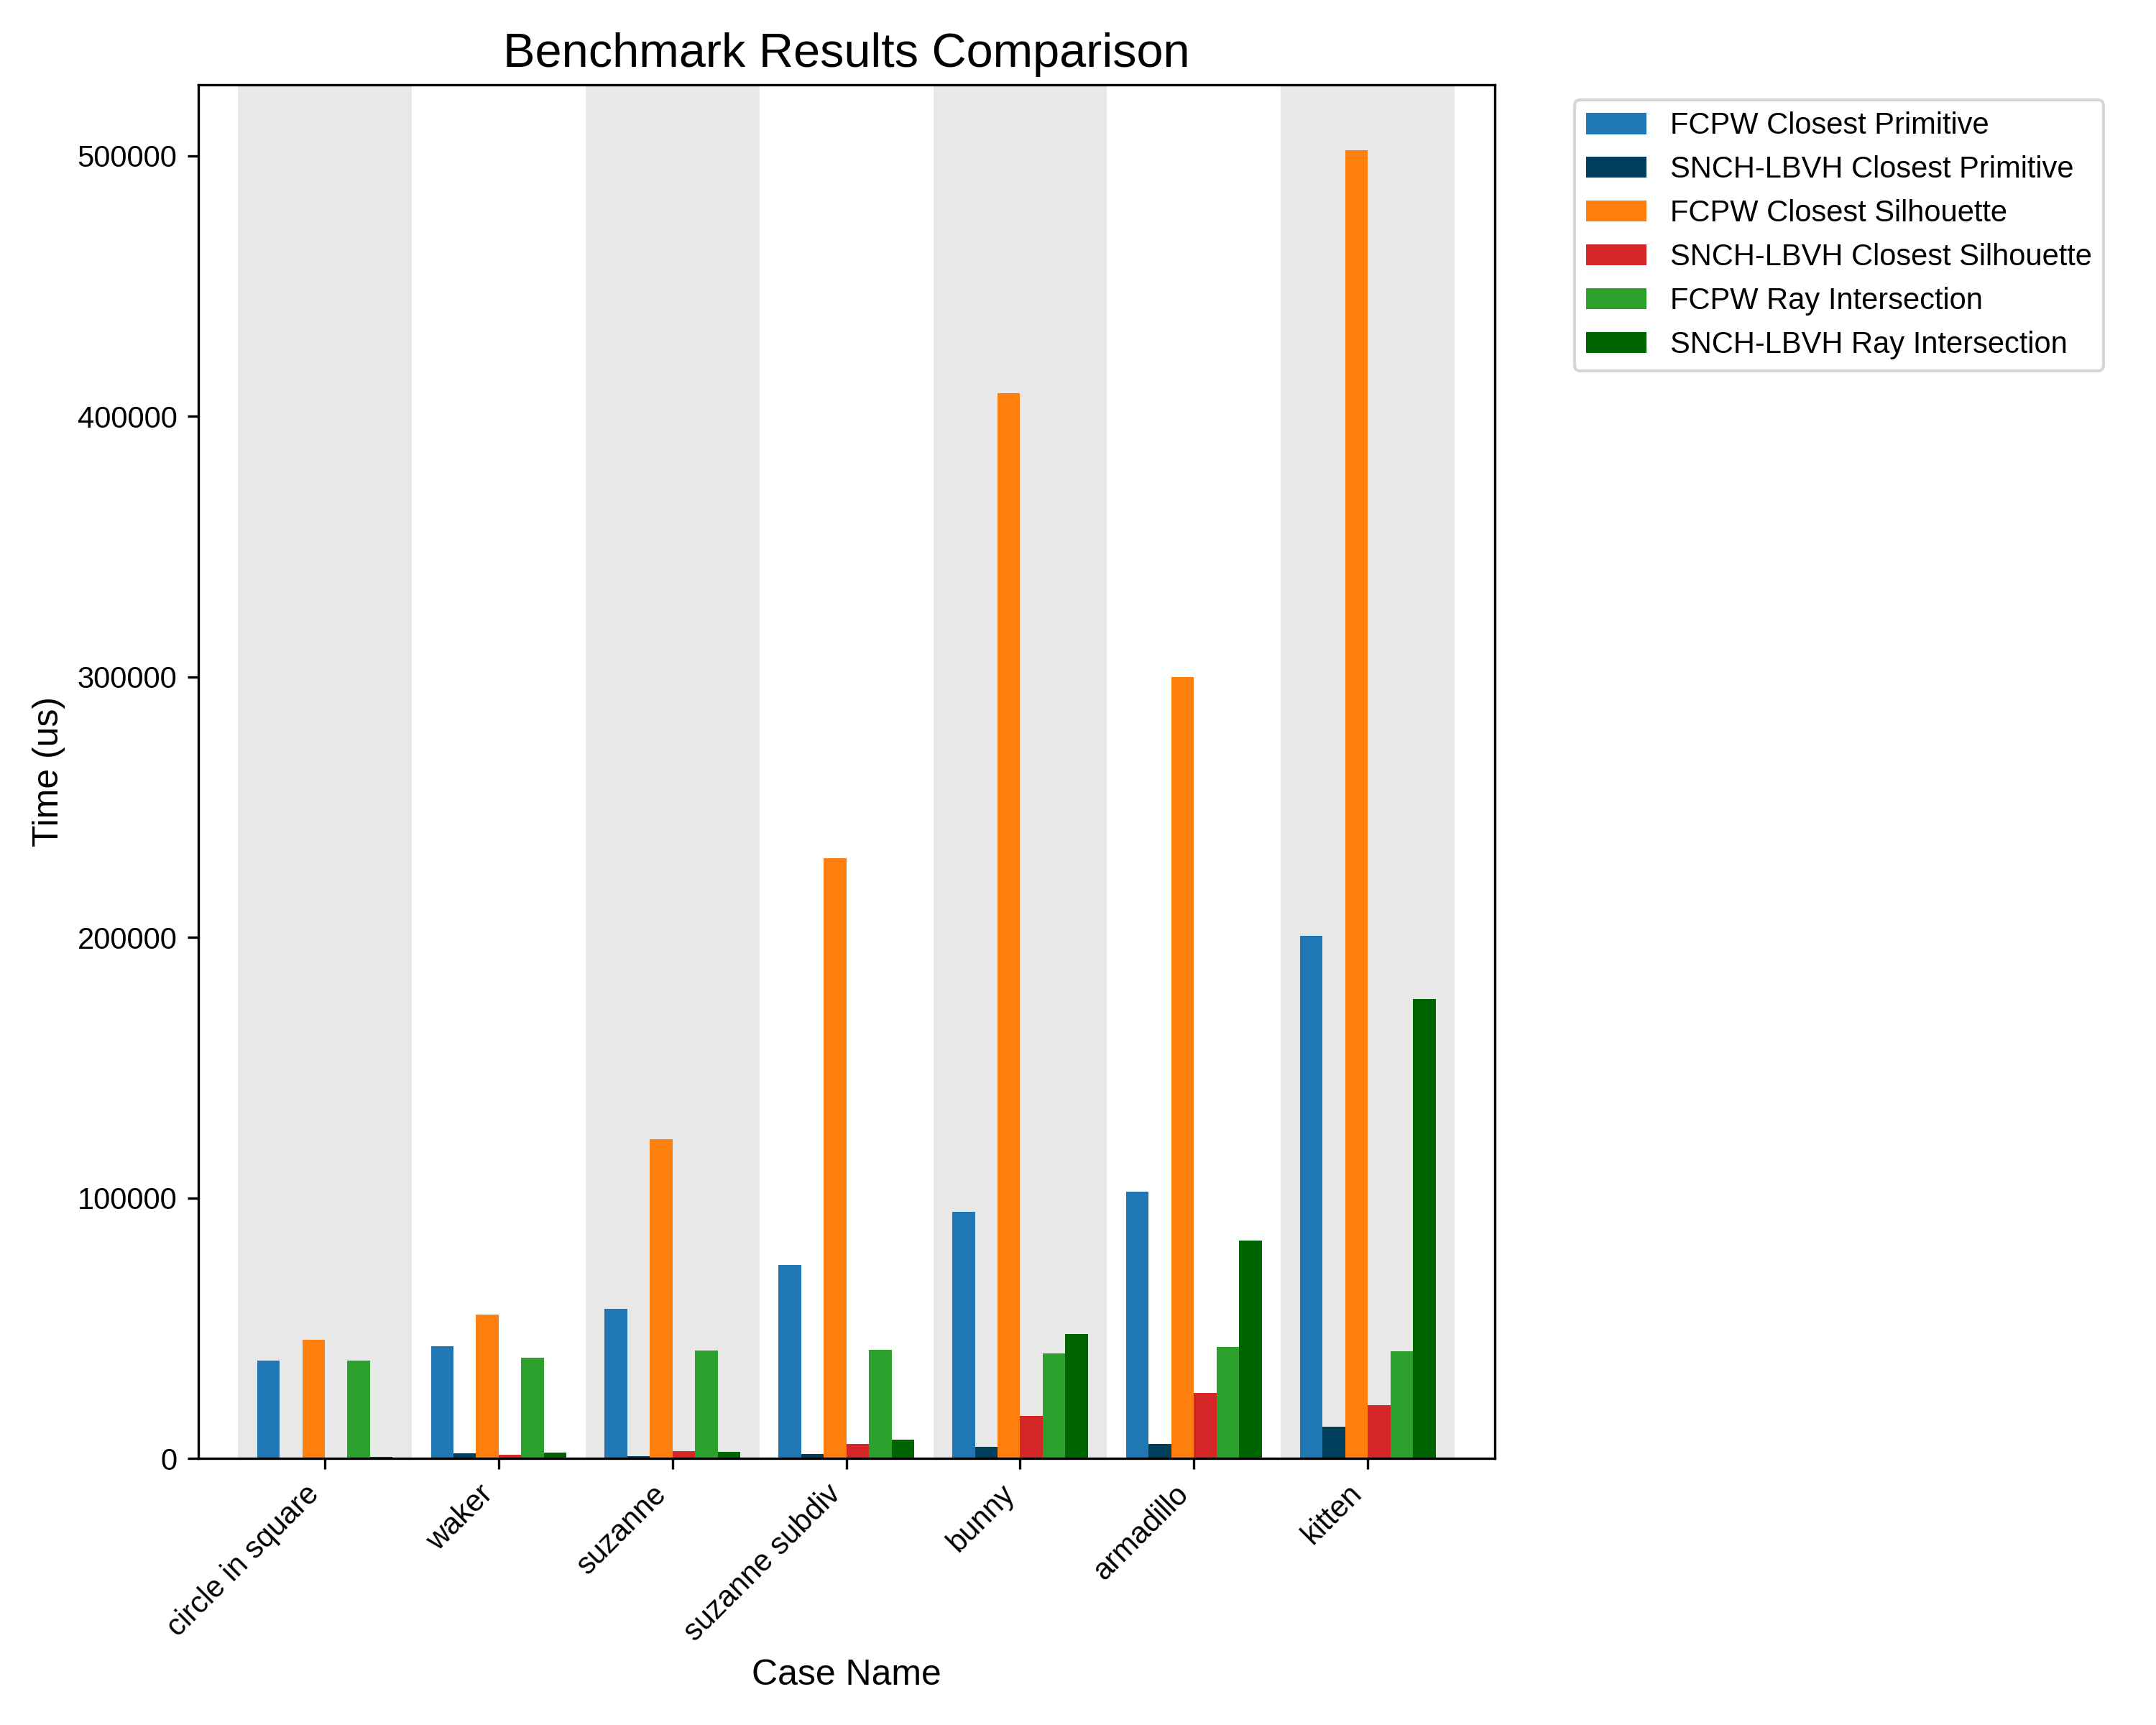 Benchmark Results Comparison
FCPW Closest Primitive
SNCH-LBVH Closest Primitive
FCPW Closest Silhouette
SNCH-LBVH Closest Silhouette
FCPW Ray Intersection
SNCH-LBVH Ray Intersection
Time (us)
500000
400000
300000
200000
100000
0
circle in square
waker
suzanne
suzanne subdiv
bunny
armadillo
kitten
Case Name